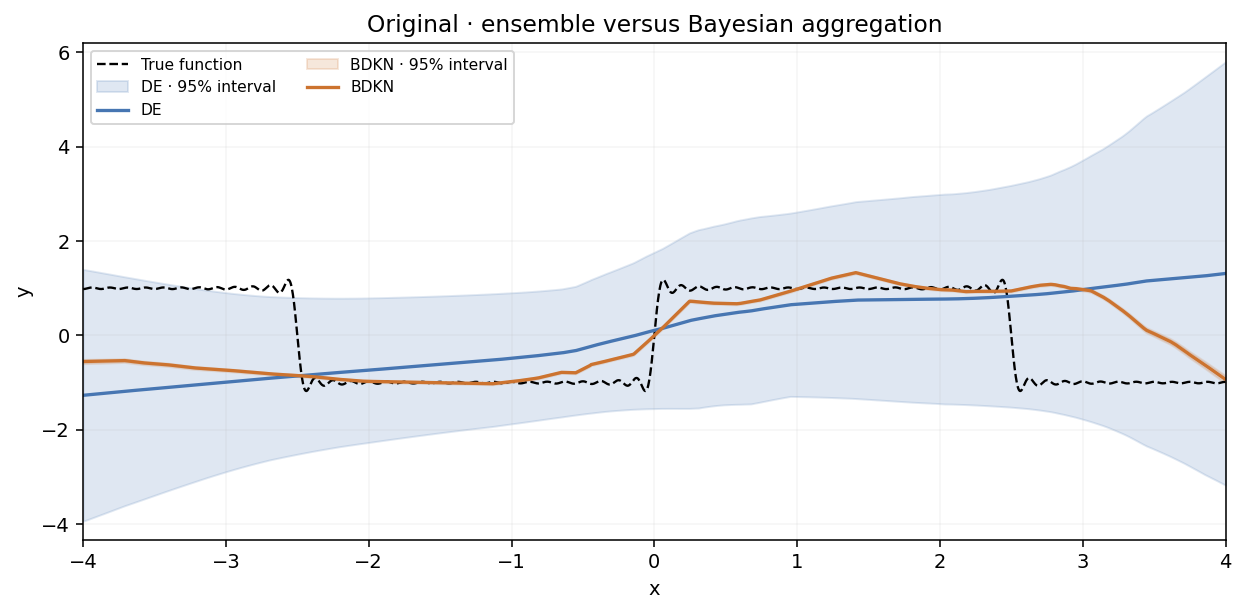 Original · ensemble versus Bayesian aggregation
True function
DE · 95% interval
DE
BDKN · 95% interval
BDKN
6
4
2
0
−2
−4
y
−4
−3
−2
−1
0
1
2
3
4
x